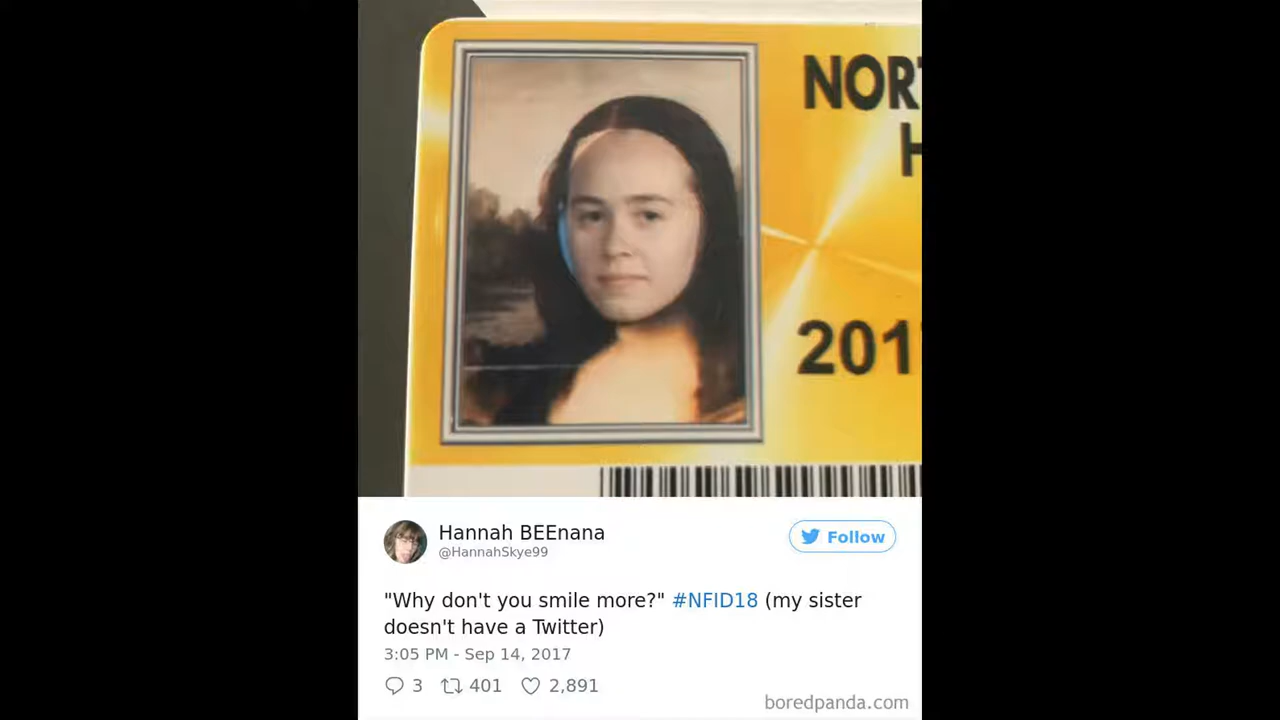 NOR
H
201
Hannah BEEnana
@HannahSkye99
Follow
"Why don't you smile more?" #NFID18 (my sister
doesn't have a Twitter)
3:05 PM - Sep 14, 2017
3 401 2,891
boredpanda.com